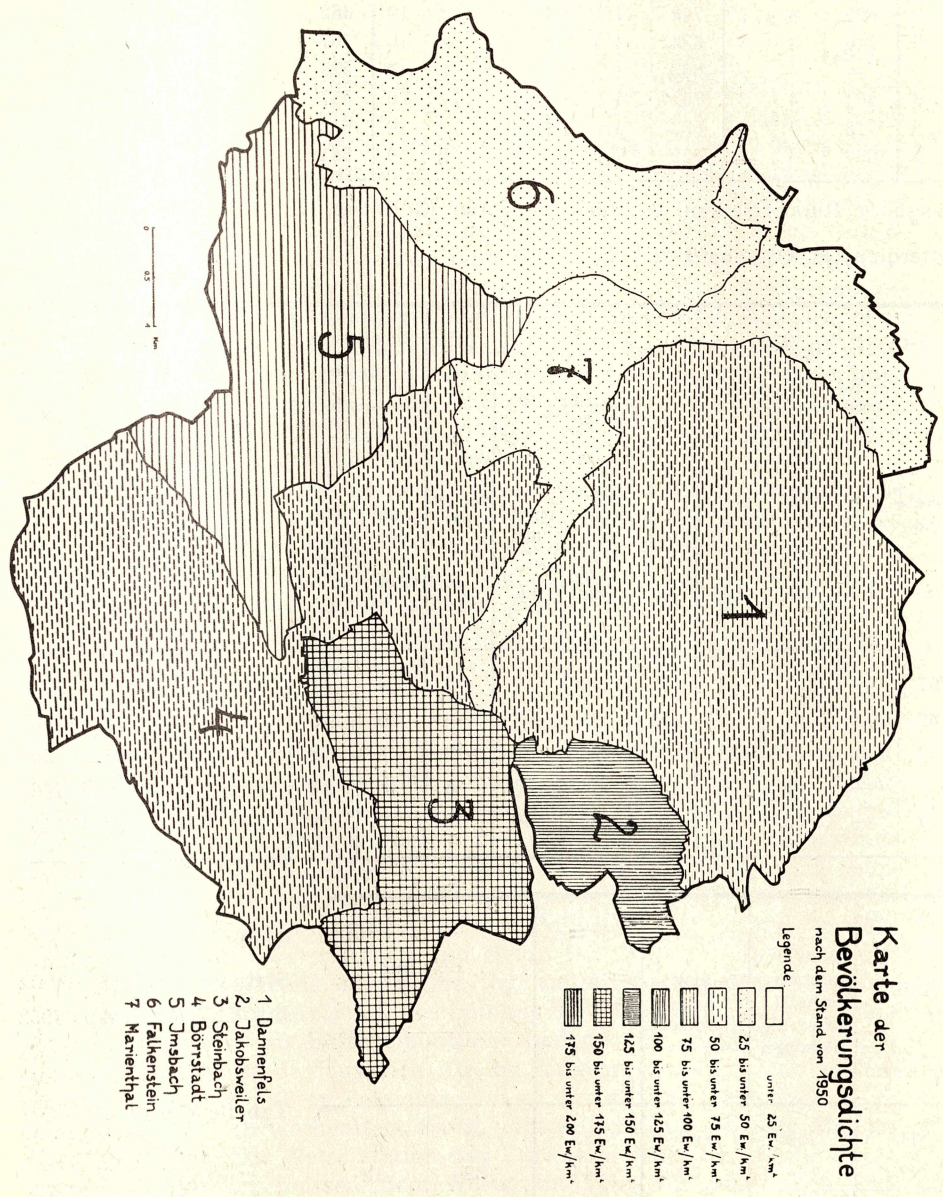 Karte der
Bevölkerungsdichte
nach dem Stand von 1950
Legende:
unter 25 Ew./km²
25 bis unter 50 Ew./km²
50 bis unter 75 Ew/km²
75 bis unter 100 Ew/km²
100 bis unter 125 Ew/km²
125 bis unter 150 Ew/km²
150 bis unter 175 Ew/km²
175 bis unter 200 Ew/km²
1 Dannenfels
2 Jakobsweiler
3 Steinbach
4 Börrstadt
5 Jmsbach
6 Falkenstein
7 Marienthal
1
2
3
4
5
6
7
0 0,5 1 Km